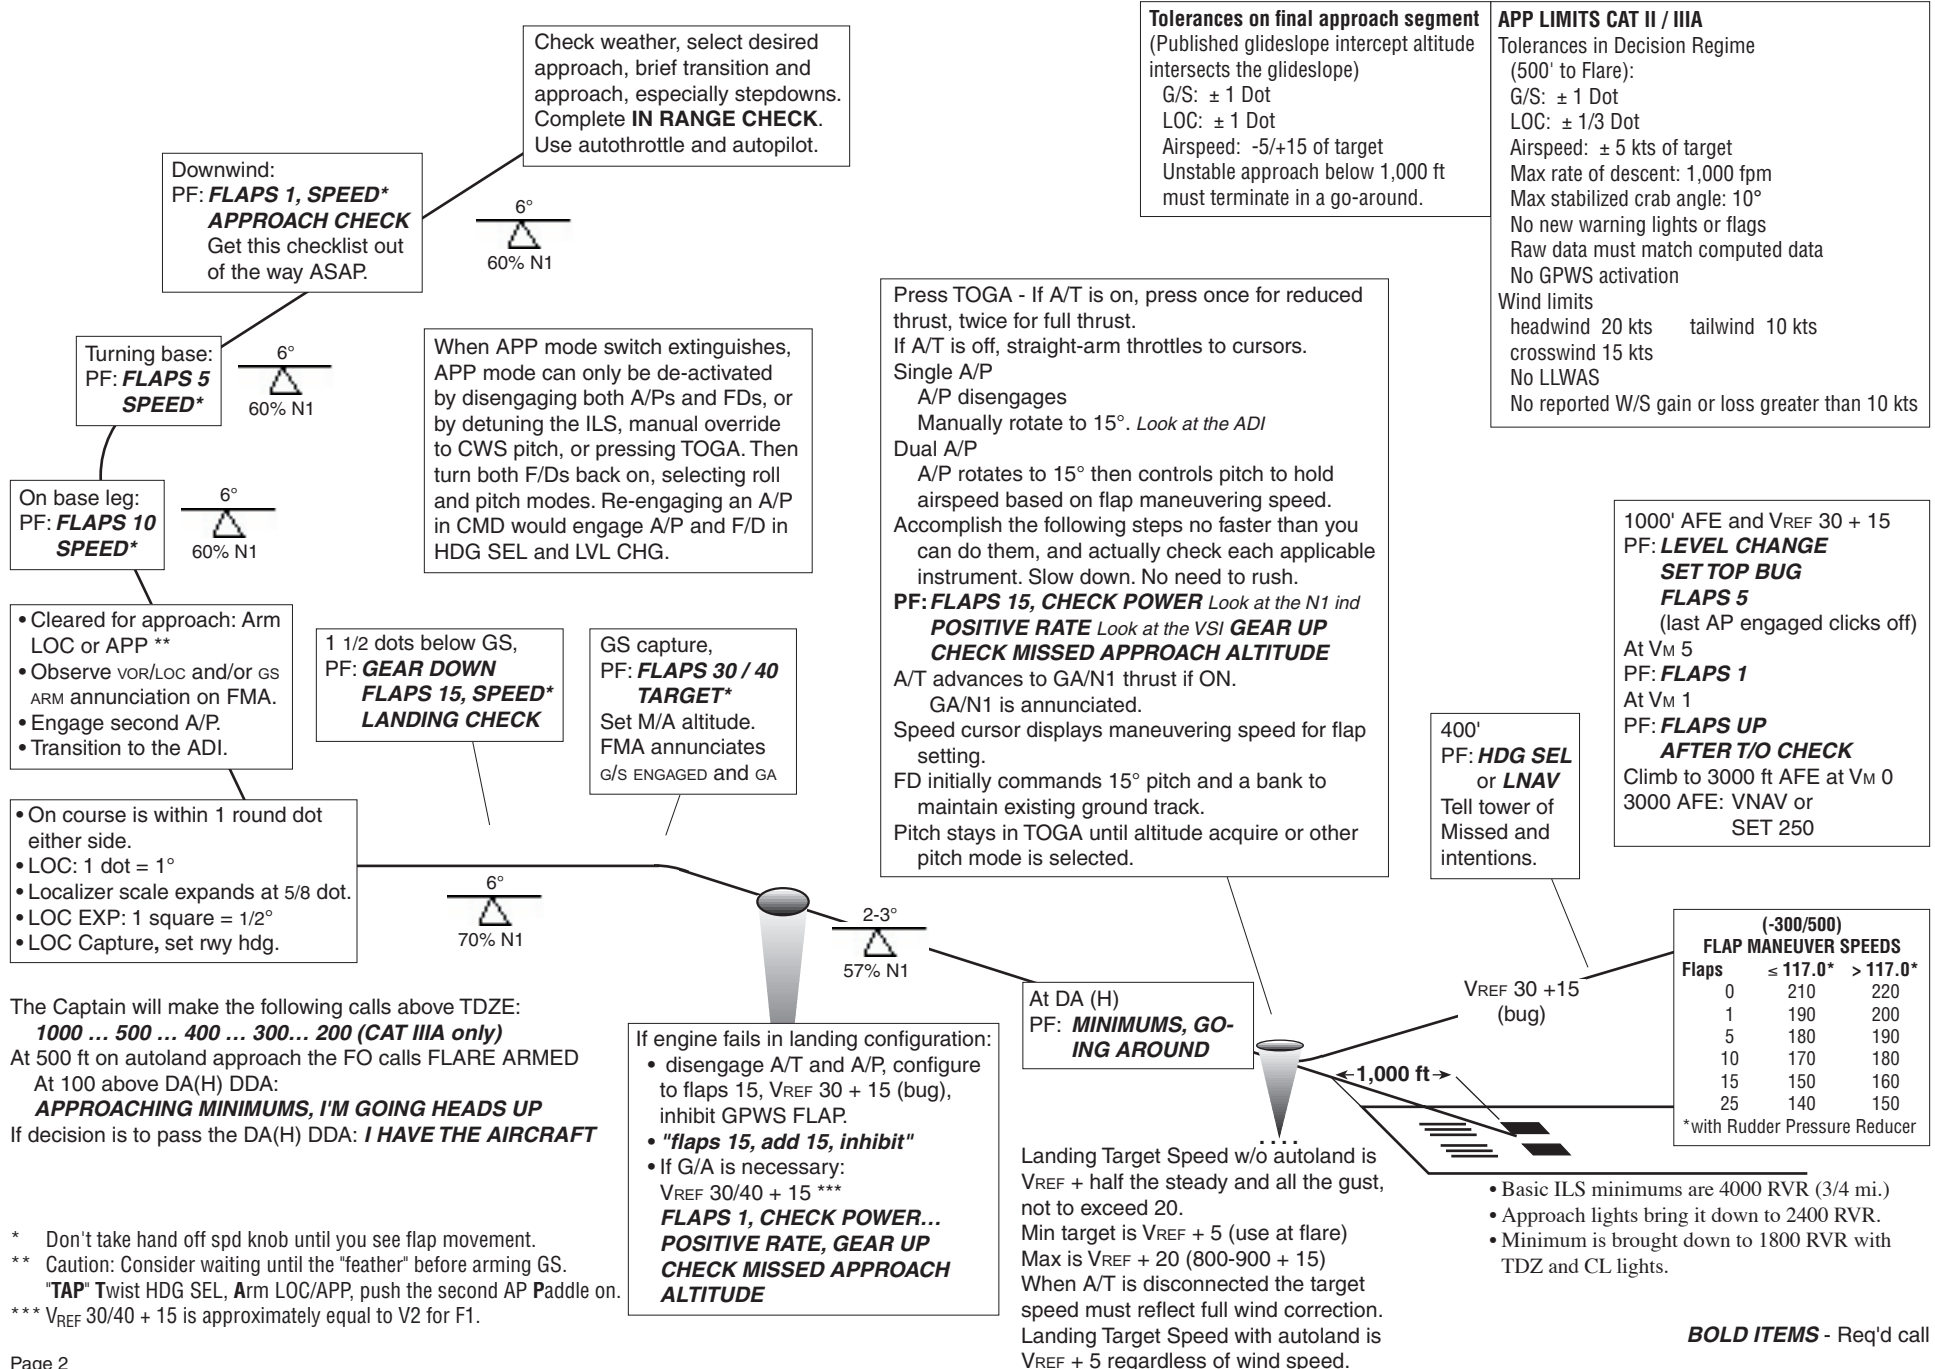 Check weather, select desired
approach, brief transition and
approach, especially stepdowns.
Complete IN RANGE CHECK.
Use autothrottle and autopilot.
Tolerances on final approach segment
(Published glideslope intercept altitude
intersects the glideslope)
G/S: ± 1 Dot
LOC: ± 1 Dot
Airspeed: -5/+15 of target
Unstable approach below 1,000 ft
must terminate in a go-around.
APP LIMITS CAT II / IIIA
Tolerances in Decision Regime
(500' to Flare):
G/S: ± 1 Dot
LOC: ± 1/3 Dot
Airspeed: ± 5 kts of target
Max rate of descent: 1,000 fpm
Max stabilized crab angle: 10°
No new warning lights or flags
Raw data must match computed data
No GPWS activation
Wind limits
headwind 20 kts tailwind 10 kts
crosswind 15 kts
No LLWAS
No reported W/S gain or loss greater than 10 kts
Downwind:
PF: FLAPS 1, SPEED*
APPROACH CHECK
Get this checklist out
of the way ASAP.
6°
60% N1
Turning base:
PF: FLAPS 5
SPEED*
6°
60% N1
On base leg:
PF: FLAPS 10
SPEED*
6°
60% N1
When APP mode switch extinguishes,
APP mode can only be de-activated
by disengaging both A/Ps and FDs, or
by detuning the ILS, manual override
to CWS pitch, or pressing TOGA. Then
turn both F/Ds back on, selecting roll
and pitch modes. Re-engaging an A/P
in CMD would engage A/P and F/D in
HDG SEL and LVL CHG.
Press TOGA - If A/T is on, press once for reduced
thrust, twice for full thrust.
If A/T is off, straight-arm throttles to cursors.
Single A/P
A/P disengages
Manually rotate to 15°. Look at the ADI
Dual A/P
A/P rotates to 15° then controls pitch to hold
airspeed based on flap maneuvering speed.
Accomplish the following steps no faster than you
can do them, and actually check each applicable
instrument. Slow down. No need to rush.
PF: FLAPS 15, CHECK POWER Look at the N1 ind
POSITIVE RATE Look at the VSI GEAR UP
CHECK MISSED APPROACH ALTITUDE
A/T advances to GA/N1 thrust if ON.
GA/N1 is annunciated.
Speed cursor displays maneuvering speed for flap
setting.
FD initially commands 15° pitch and a bank to
maintain existing ground track.
Pitch stays in TOGA until altitude acquire or other
pitch mode is selected.
1000' AFE and VREF 30 + 15
PF: LEVEL CHANGE
SET TOP BUG
FLAPS 5
(last AP engaged clicks off)
At VM 5
PF: FLAPS 1
At VM 1
PF: FLAPS UP
AFTER T/O CHECK
Climb to 3000 ft AFE at VM 0
3000 AFE: VNAV or
SET 250
• Cleared for approach: Arm
LOC or APP **
• Observe VOR/LOC and/or GS
ARM annunciation on FMA.
• Engage second A/P.
• Transition to the ADI.
1 1/2 dots below GS,
PF: GEAR DOWN
FLAPS 15, SPEED*
LANDING CHECK
GS capture,
PF: FLAPS 30 / 40
TARGET*
Set M/A altitude.
FMA annunciates
G/S ENGAGED and GA
400'
PF: HDG SEL
or LNAV
Tell tower of
Missed and
intentions.
• On course is within 1 round dot
either side.
• LOC: 1 dot = 1°
• Localizer scale expands at 5/8 dot.
• LOC EXP: 1 square = 1/2°
• LOC Capture, set rwy hdg.
6°
70% N1
2-3°
57% N1
The Captain will make the following calls above TDZE:
1000 ... 500 ... 400 ... 300... 200 (CAT IIIA only)
At 500 ft on autoland approach the FO calls FLARE ARMED
At 100 above DA(H) DDA:
APPROACHING MINIMUMS, I'M GOING HEADS UP
If decision is to pass the DA(H) DDA: I HAVE THE AIRCRAFT
If engine fails in landing configuration:
• disengage A/T and A/P, configure
to flaps 15, VREF 30 + 15 (bug),
inhibit GPWS FLAP.
• "flaps 15, add 15, inhibit"
• If G/A is necessary:
VREF 30/40 + 15 ***
FLAPS 1, CHECK POWER...
POSITIVE RATE, GEAR UP
CHECK MISSED APPROACH
ALTITUDE
At DA (H)
PF: MINIMUMS, GO-
ING AROUND
VREF 30 +15
(bug)
1,000 ft
(-300/500)
FLAP MANEUVER SPEEDS
Flaps ≤ 117.0* > 117.0*
0 210 220
1 190 200
5 180 190
10 170 180
15 150 160
25 140 150
*with Rudder Pressure Reducer
Landing Target Speed w/o autoland is
VREF + half the steady and all the gust,
not to exceed 20.
Min target is VREF + 5 (use at flare)
Max is VREF + 20 (800-900 + 15)
When A/T is disconnected the target
speed must reflect full wind correction.
Landing Target Speed with autoland is
VREF + 5 regardless of wind speed.
• Basic ILS minimums are 4000 RVR (3/4 mi.)
• Approach lights bring it down to 2400 RVR.
• Minimum is brought down to 1800 RVR with
TDZ and CL lights.
* Don't take hand off spd knob until you see flap movement.
** Caution: Consider waiting until the "feather" before arming GS.
"TAP" Twist HDG SEL, Arm LOC/APP, push the second AP Paddle on.
*** VREF 30/40 + 15 is approximately equal to V2 for F1.
BOLD ITEMS - Req'd call
Page 2